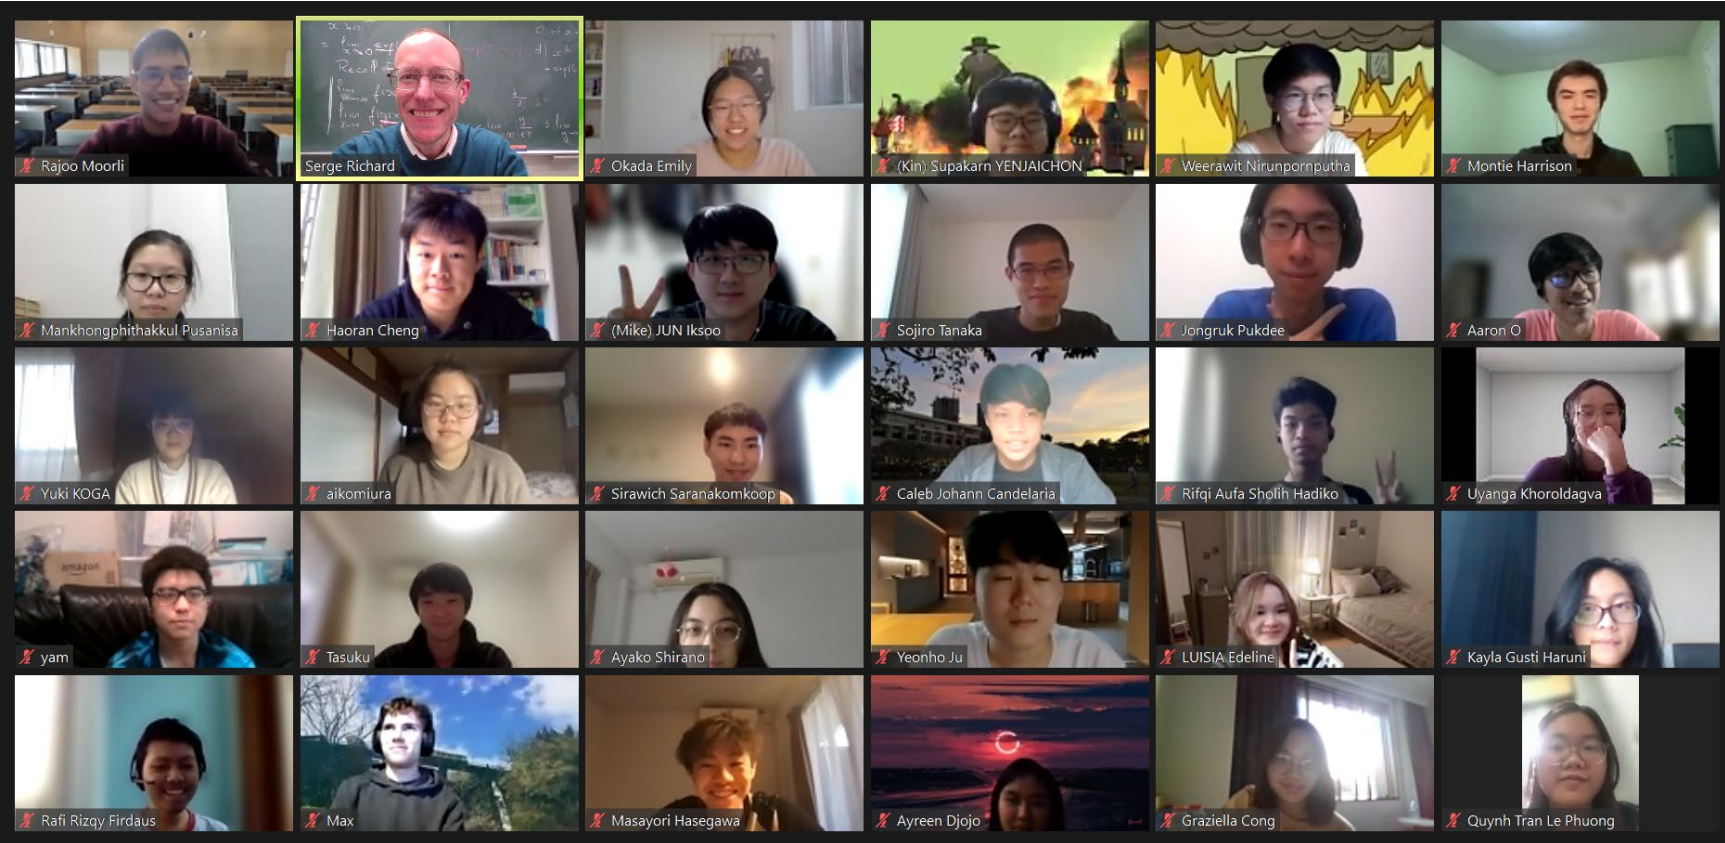 Recall
Rajoo Moorli
Serge Richard
Okada Emily
(Kin) Supakarn YENJAICHON
Weerawit Nirunpornputha
Montie Harrison
Mankhongphithakkul Pusanisa
Haoran Cheng
(Mike) JUN Iksoo
Sojiro Tanaka
Jongruk Pukdee
Aaron O
Yuki KOGA
aikomiura
Sirawich Saranakomkoop
Caleb Johann Candelaria
Rifqi Aufa Sholih Hadiko
Uyanga Khoroldagva
amazon
yam
Tasuku
Ayako Shirano
Yeonho Ju
LUISIA Edeline
Kayla Gusti Haruni
Rafi Rizqy Firdaus
Max
Masayori Hasegawa
Ayreen Djojo
Graziella Cong
Quynh Tran Le Phuong